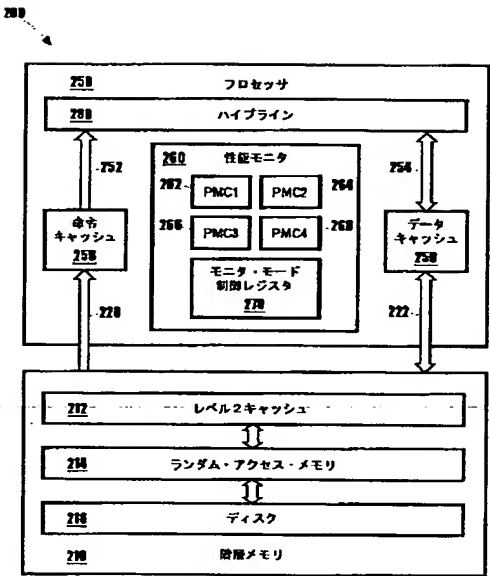 200
250 プロセッサ
280 パイプライン
252
260 性能モニタ
254
262 PMC1 PMC2 264
命令
キャッシュ
256
266 PMC3 PMC4 268
データ
キャッシュ
258
モニタ・モード
制御レジスタ
270
220
222
212 レベル2キャッシュ
214 ランダム・アクセス・メモリ
216 ディスク
210 階層メモリ